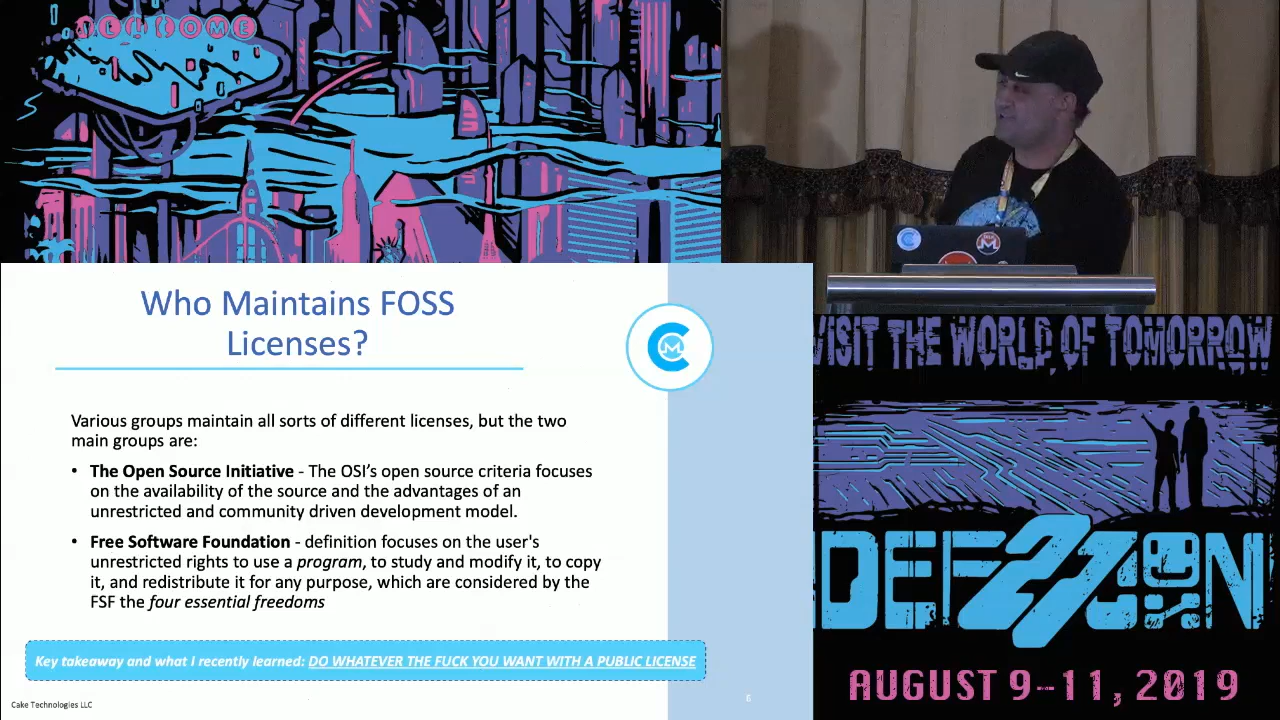 WELCOME
Who Maintains FOSS
Licenses?
Various groups maintain all sorts of different licenses, but the two
main groups are:
• The Open Source Initiative - The OSI's open source criteria focuses
on the availability of the source and the advantages of an
unrestricted and community driven development model.
• Free Software Foundation - definition focuses on the user's
unrestricted rights to use a program, to study and modify it, to copy
it, and redistribute it for any purpose, which are considered by the
FSF the four essential freedoms
Key takeaway and what I recently learned: DO WHATEVER THE FUCK YOU WANT WITH A PUBLIC LICENSE
Cake Technologies LLC
6
VISIT THE WORLD OF TOMORROW
DEFCON
27
AUGUST 9-11, 2019